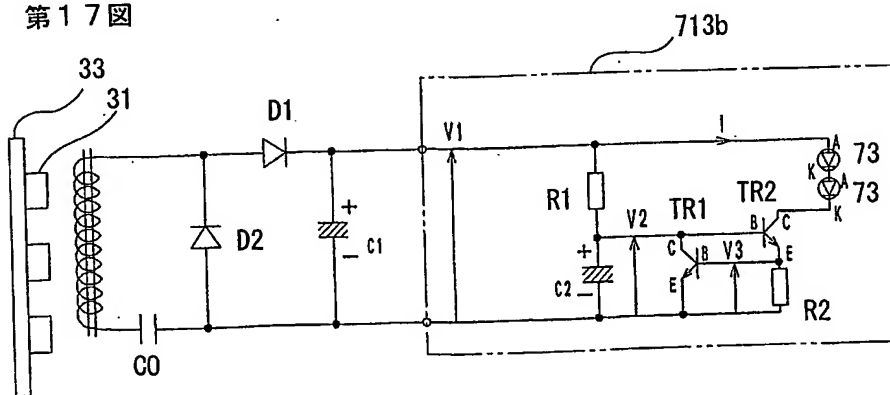 第17図
33
31
713b
D1
V1
I
A
73
K
A
73
K
R1
TR2
TR1
V2
B
C
D2
+
C1
−
+
C2
−
C
B
V3
E
E
R2
C0